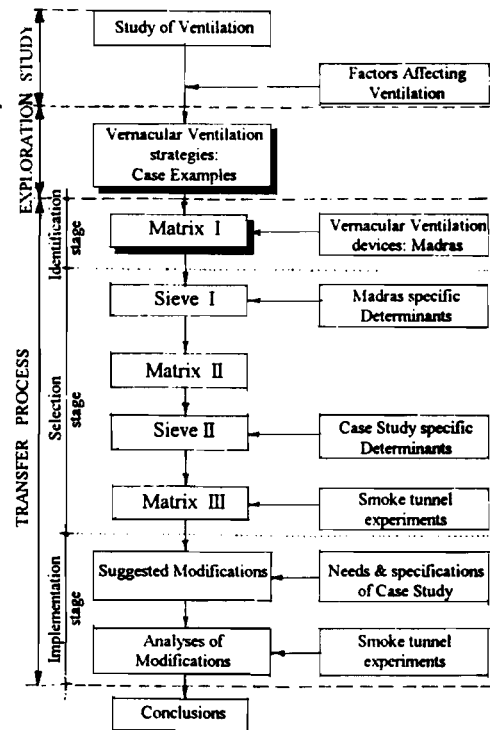 Study of Ventilation
Factors Affecting
Ventilation
EXPLORATION STUDY
Vernacular Ventilation
strategies:
Case Examples
Identification
stage
Matrix I
Vernacular Ventilation
devices: Madras
TRANSFER PROCESS
Selection
stage
Sieve I
Madras specific
Determinants
Matrix II
Sieve II
Case Study specific
Determinants
Matrix III
Smoke tunnel
experiments
Implementation
stage
Suggested Modifications
Needs & specifications
of Case Study
Analyses of
Modifications
Smoke tunnel
experiments
Conclusions